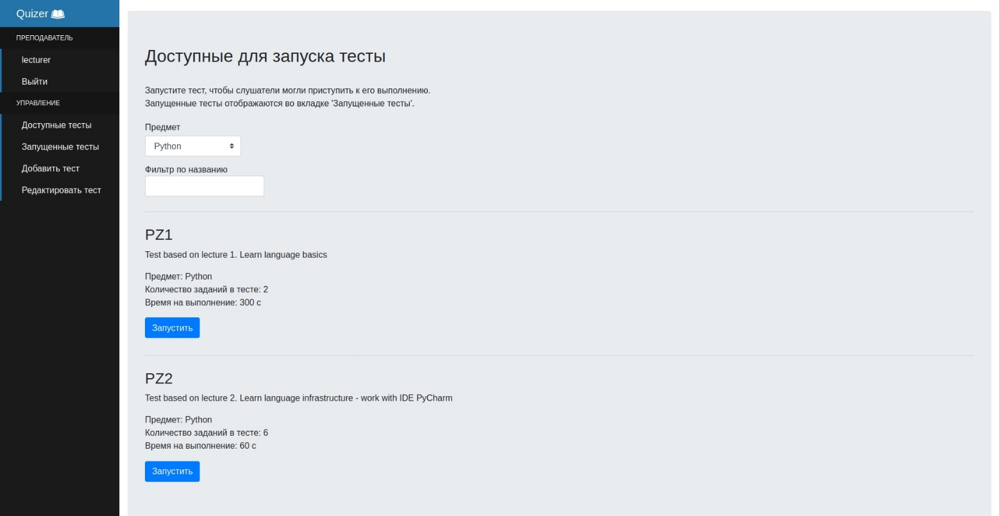 Quizer
ПРЕПОДАВАТЕЛЬ
lecturer
Выйти
УПРАВЛЕНИЕ
Доступные тесты
Запущенные тесты
Добавить тест
Редактировать тест
Доступные для запуска тесты
Запустите тест, чтобы слушатели могли приступить к его выполнению.
Запущенные тесты отображаются во вкладке 'Запущенные тесты'.
Предмет
Python
Фильтр по названию
PZ1
Test based on lecture 1. Learn language basics
Предмет: Python
Количество заданий в тесте: 2
Время на выполнение: 300 с
Запустить
PZ2
Test based on lecture 2. Learn language infrastructure - work with IDE PyCharm
Предмет: Python
Количество заданий в тесте: 6
Время на выполнение: 60 с
Запустить